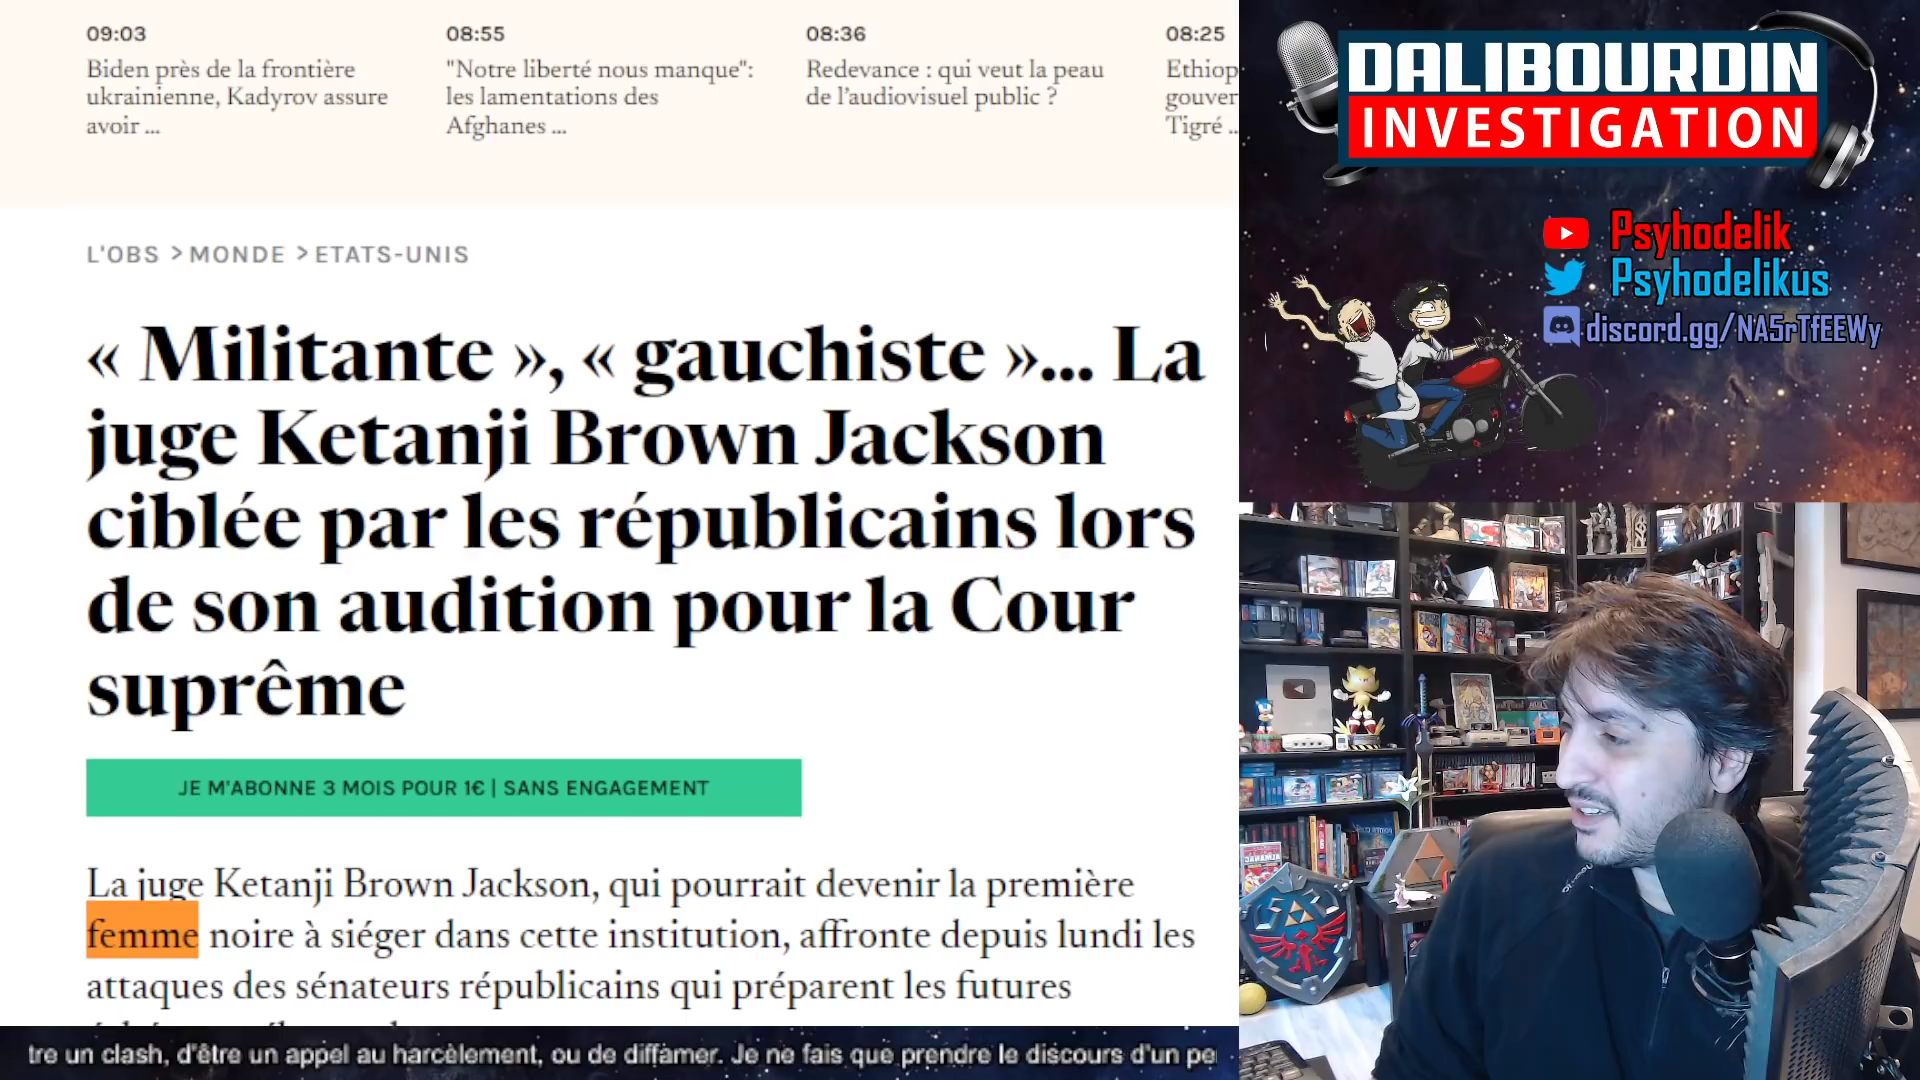 09:03
Biden près de la frontière
ukrainienne, Kadyrov assure
avoir ...
08:55
"Notre liberté nous manque":
les lamentations des
Afghanes ...
08:36
Redevance : qui veut la peau
de l'audiovisuel public ?
08:25
Ethiop
gouver
Tigré ...
L'OBS > MONDE > ETATS-UNIS
« Militante », « gauchiste »... La
juge Ketanji Brown Jackson
ciblée par les républicains lors
de son audition pour la Cour
suprême
JE M'ABONNE 3 MOIS POUR 1€ | SANS ENGAGEMENT
La juge Ketanji Brown Jackson, qui pourrait devenir la première
femme noire à siéger dans cette institution, affronte depuis lundi les
attaques des sénateurs républicains qui préparent les futures
tre un clash, d'être un appel au harcèlement, ou de diffamer. Je ne fais que prendre le discours d'un pe
DALIBOURDIN
INVESTIGATION
Psyhodelik
Psyhodelikus
discord.gg/NA5rTfEEWy